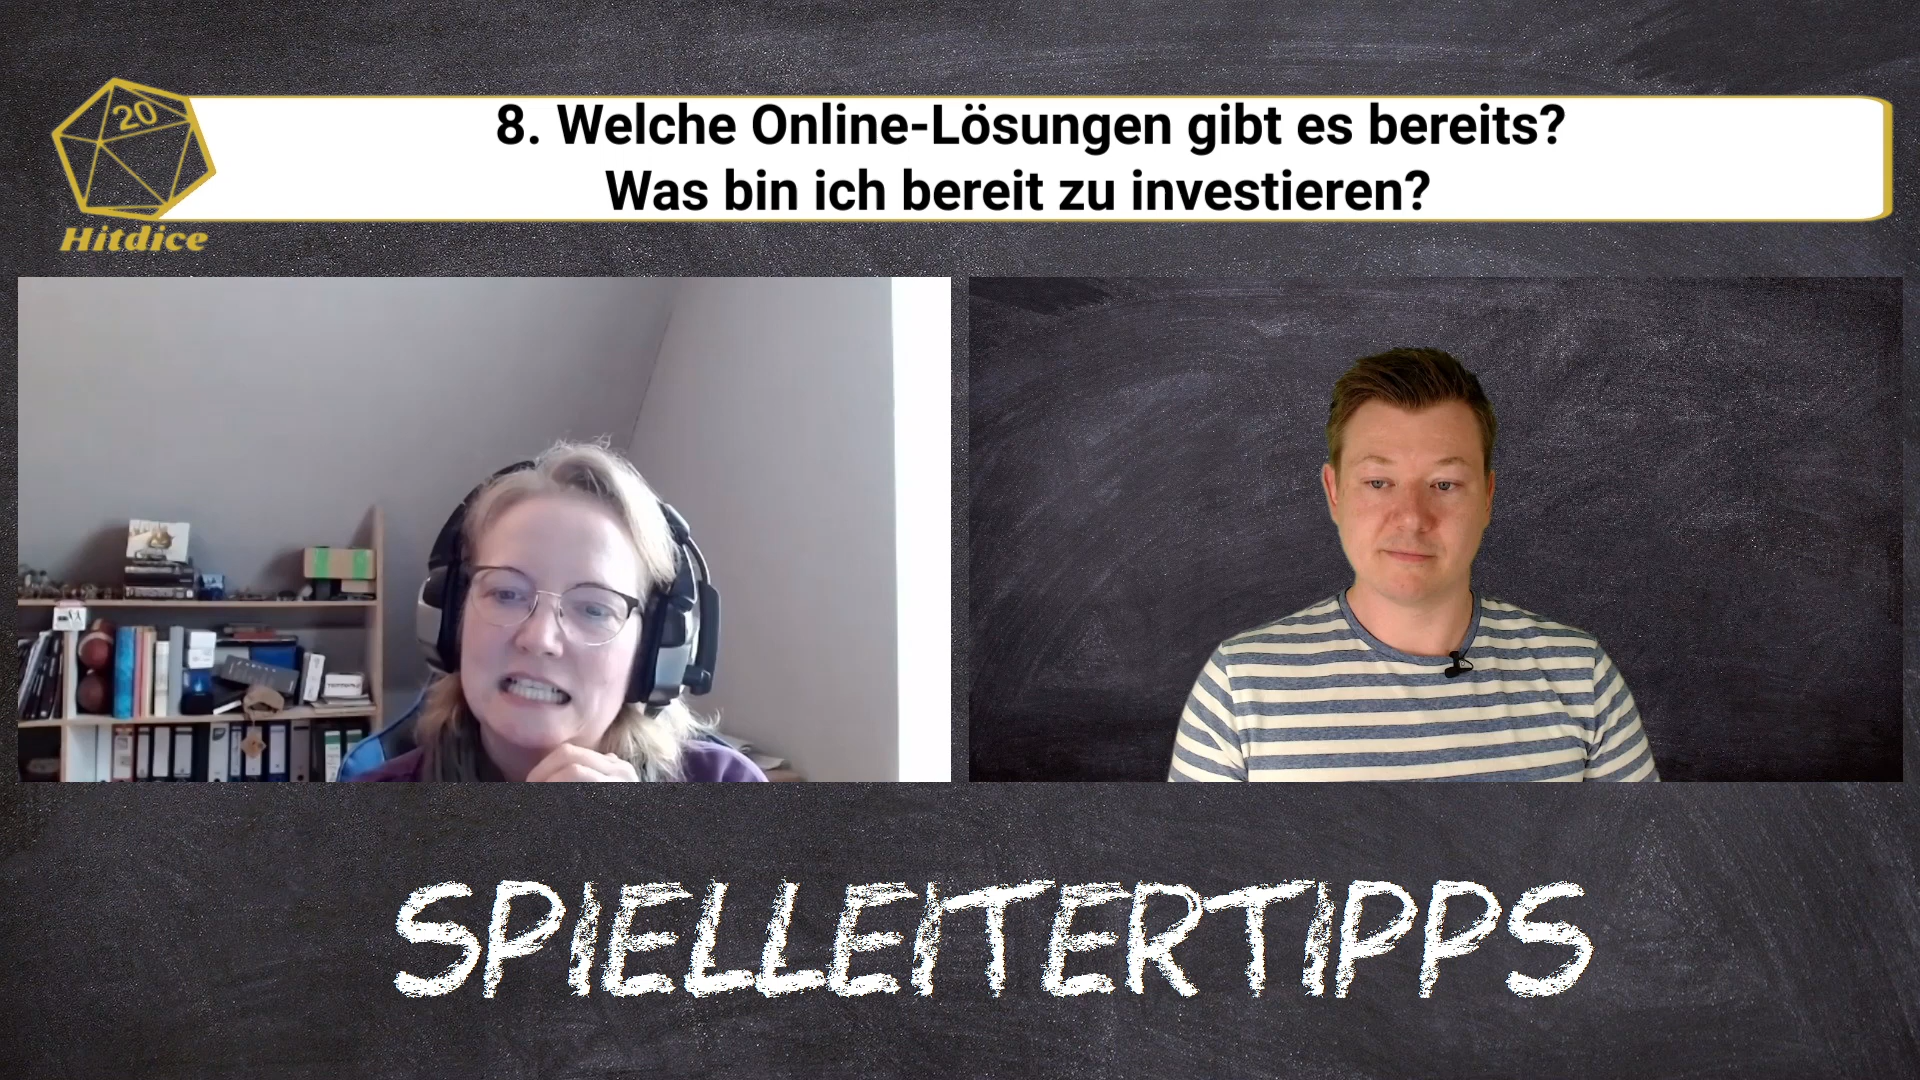 20
Hitdice
8. Welche Online-Lösungen gibt es bereits?
Was bin ich bereit zu investieren?
SPIELLEITERTIPPS